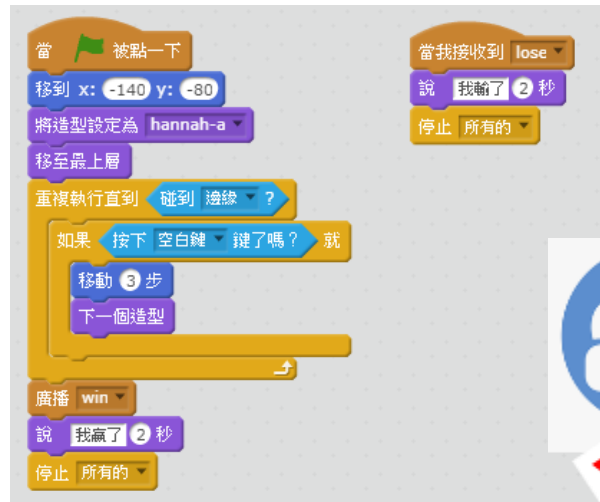 當 被點一下
移到 x: -140 y: -80
將造型設定為 hannah-a
移至最上層
重複執行直到 碰到 邊緣 ?
如果 按下 空白鍵 鍵了嗎? 就
移動 3 步
下一個造型
廣播 win
說 我贏了 2 秒
停止 所有的
當我接收到 lose
說 我輸了 2 秒
停止 所有的